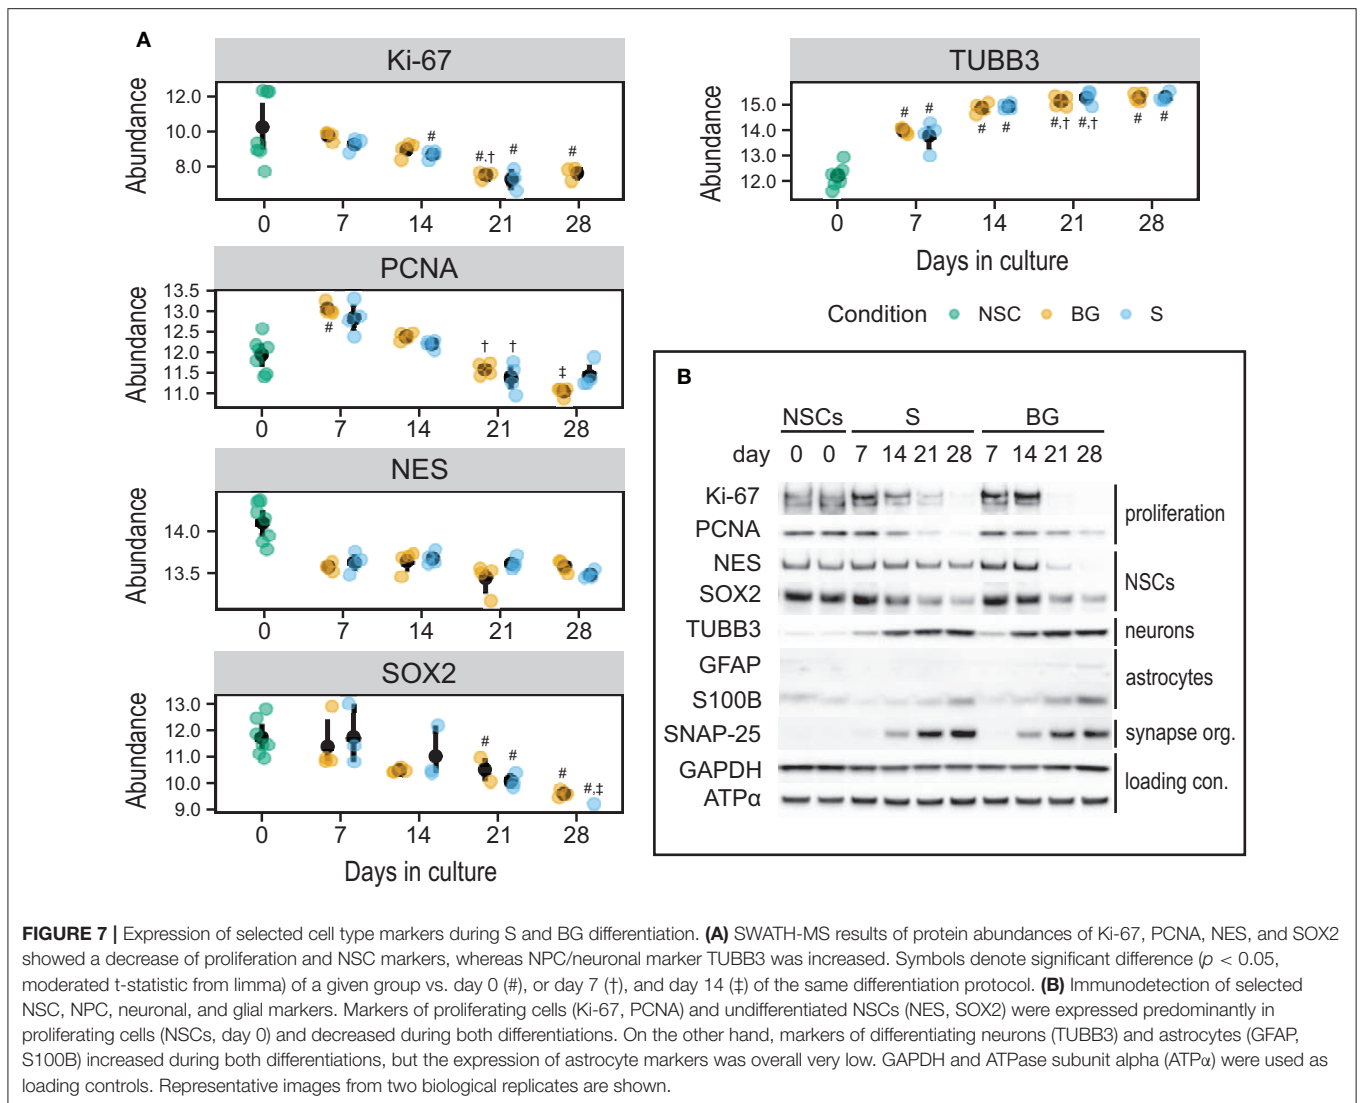 A
Ki-67
Abundance
12.0
10.0
8.0
#
#,†
#
#
0 7 14 21 28
PCNA
Abundance
13.5
13.0
12.5
12.0
11.5
11.0
#
†
†
‡
0 7 14 21 28
NES
Abundance
14.0
13.5
0 7 14 21 28
SOX2
Abundance
13.0
12.0
11.0
10.0
9.0
#
#
#
#,‡
0 7 14 21 28
Days in culture
TUBB3
Abundance
15.0
14.0
13.0
12.0
# #
# # #,† #,† # #
0 7 14 21 28
Days in culture
Condition NSC BG S
B
NSCs S BG
day 0 0 7 14 21 28 7 14 21 28
Ki-67
PCNA
proliferation
NES
SOX2
NSCs
TUBB3
neurons
GFAP
S100B
astrocytes
SNAP-25
synapse org.
GAPDH
ATPα
loading con.
FIGURE 7 | Expression of selected cell type markers during S and BG differentiation. (A) SWATH-MS results of protein abundances of Ki-67, PCNA, NES, and SOX2
showed a decrease of proliferation and NSC markers, whereas NPC/neuronal marker TUBB3 was increased. Symbols denote significant difference (p < 0.05,
moderated t-statistic from limma) of a given group vs. day 0 (#), or day 7 (†), and day 14 (‡) of the same differentiation protocol. (B) Immunodetection of selected
NSC, NPC, neuronal, and glial markers. Markers of proliferating cells (Ki-67, PCNA) and undifferentiated NSCs (NES, SOX2) were expressed predominantly in
proliferating cells (NSCs, day 0) and decreased during both differentiations. On the other hand, markers of differentiating neurons (TUBB3) and astrocytes (GFAP,
S100B) increased during both differentiations, but the expression of astrocyte markers was overall very low. GAPDH and ATPase subunit alpha (ATPα) were used as
loading controls. Representative images from two biological replicates are shown.